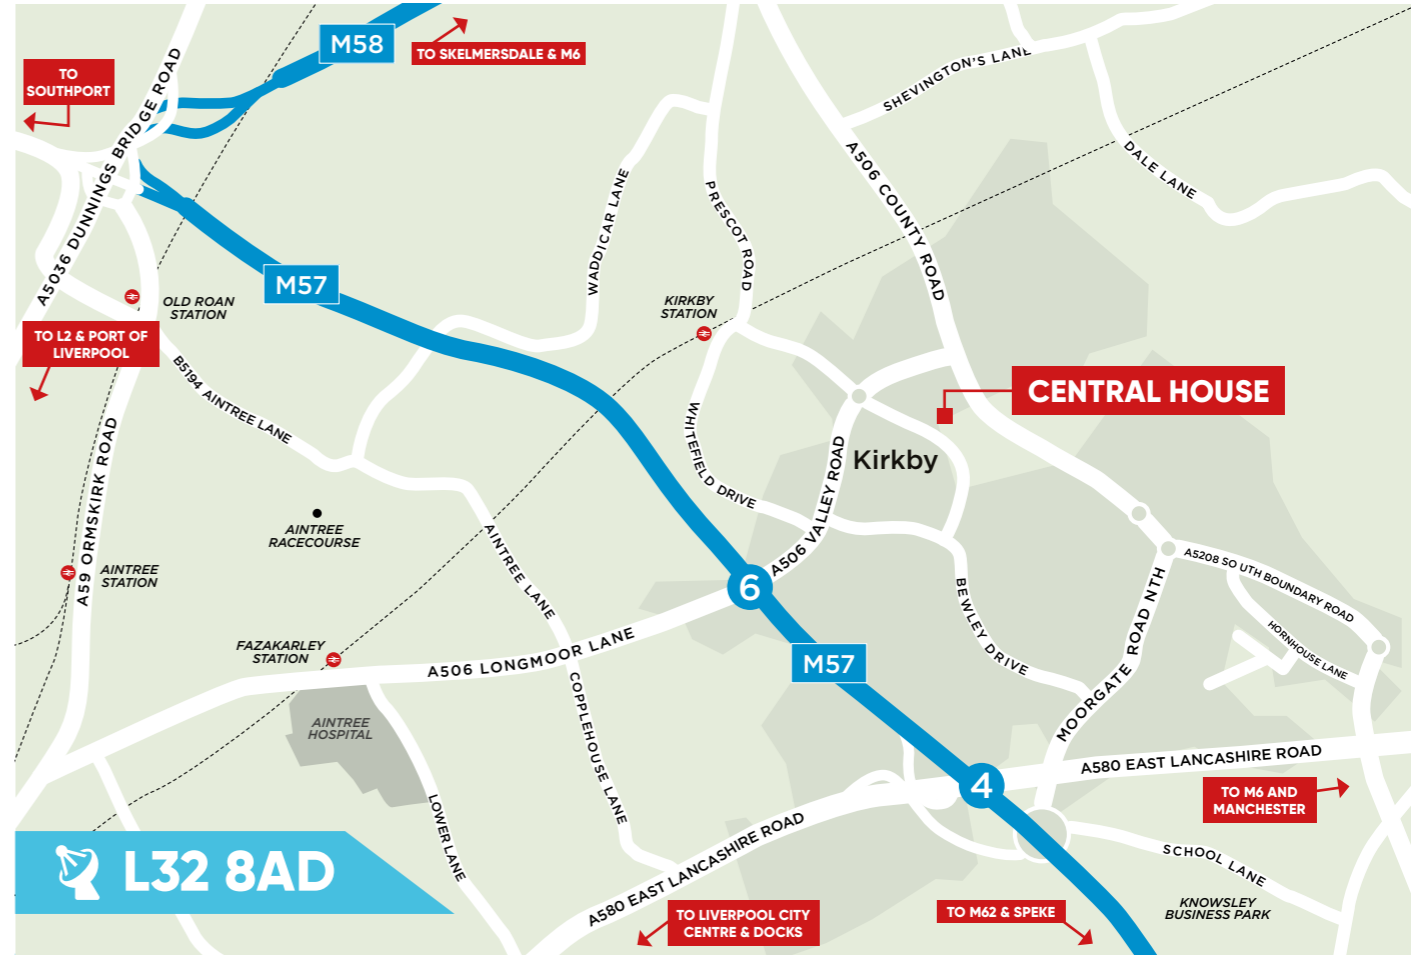 M58
TO SKELMERSDALE & M6
TO
SOUTHPORT
A5036 DUNNINGS BRIDGE ROAD
SHEVINGTON'S LANE
DALE LANE
A506 COUNTY ROAD
PRESCOT ROAD
WADDICAR LANE
M57
OLD ROAN
STATION
KIRKBY
STATION
TO L2 & PORT OF
LIVERPOOL
B5194 AINTREE LANE
CENTRAL HOUSE
WHITEFIELD DRIVE
Kirkby
A506 VALLEY ROAD
A59 ORMSKIRK ROAD
AINTREE
RACECOURSE
AINTREE LANE
AINTREE
STATION
6
A5208 SO UTH BOUNDARY ROAD
HORNHOUSE LANE
BEWLEY DRIVE
MOORGATE ROAD NTH
FAZAKARLEY
STATION
A506 LONGMOOR LANE
M57
COPPLEHOUSE LANE
AINTREE
HOSPITAL
4
A580 EAST LANCASHIRE ROAD
TO M6 AND
MANCHESTER
LOWER LANE
A580 EAST LANCASHIRE ROAD
SCHOOL LANE
L32 8AD
KNOWSLEY
BUSINESS PARK
TO LIVERPOOL CITY
CENTRE & DOCKS
TO M62 & SPEKE